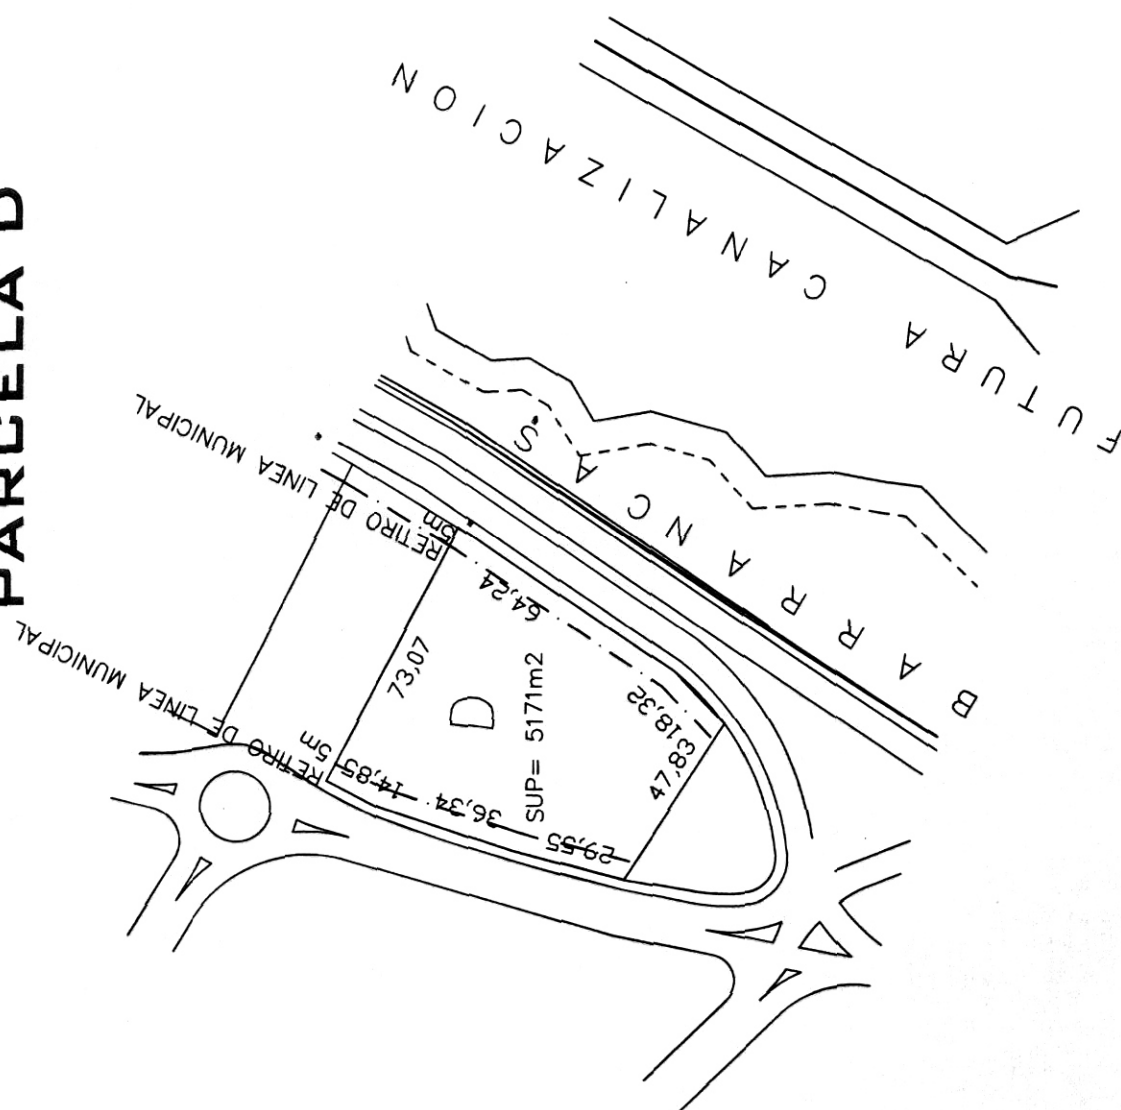 PARCELA D
FUTURA CANALIZACION
BARRANCAS
RETIRO DE LINEA MUNICIPAL
5m
64,24
18,32
73,07
D
SUP= 5171m2
47,83
RETIRO DE LINEA MUNICIPAL
5m
14,85
36,34
29,55